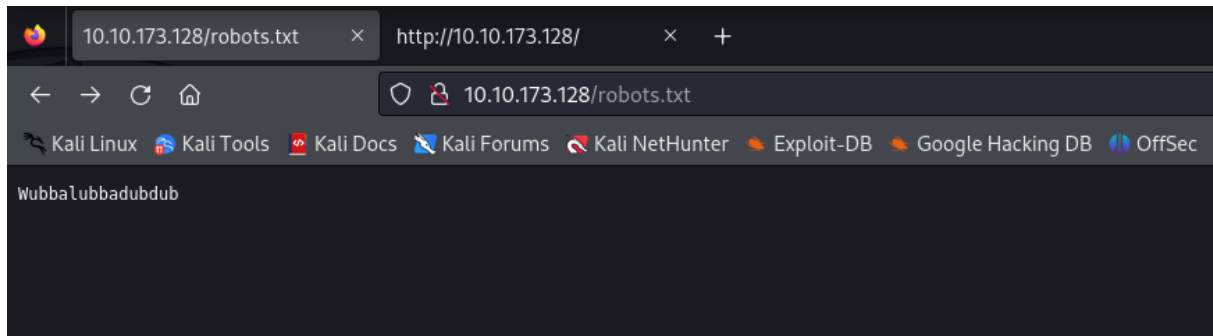 10.10.173.128/robots.txt × http://10.10.173.128/ × +
10.10.173.128/robots.txt
Kali Linux Kali Tools Kali Docs Kali Forums Kali NetHunter Exploit-DB Google Hacking DB OffSec
Wubbalubbadubdub